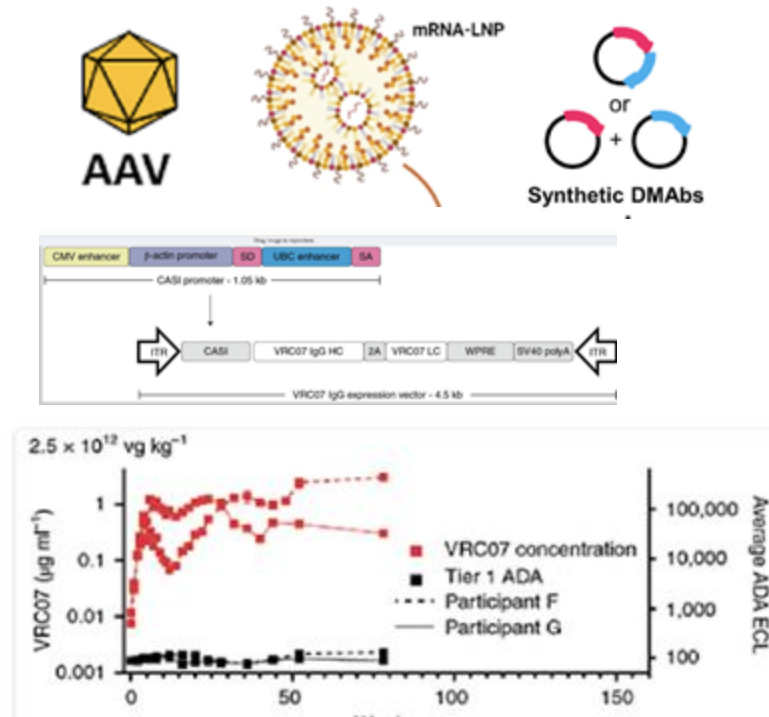 mRNA-LNP
AAV
or
+
Synthetic DMAbs
CMV enhancer β-actin promoter SD UBC enhancer SA
CASI promoter - 1.05 kb
ITR CASI VRC07 IgG HC 2A VRC07 LC WPRE SV40 polyA ITR
VRC07 IgG expression vector - 4.5 kb
2.5 × 10¹² vg kg⁻¹
VRC07 (μg ml⁻¹)
1
0.1
0.01
0.001
VRC07 concentration
Tier 1 ADA
Participant F
Participant G
100,000
10,000
1,000
100
Average ADA ECL
0 50 100 150